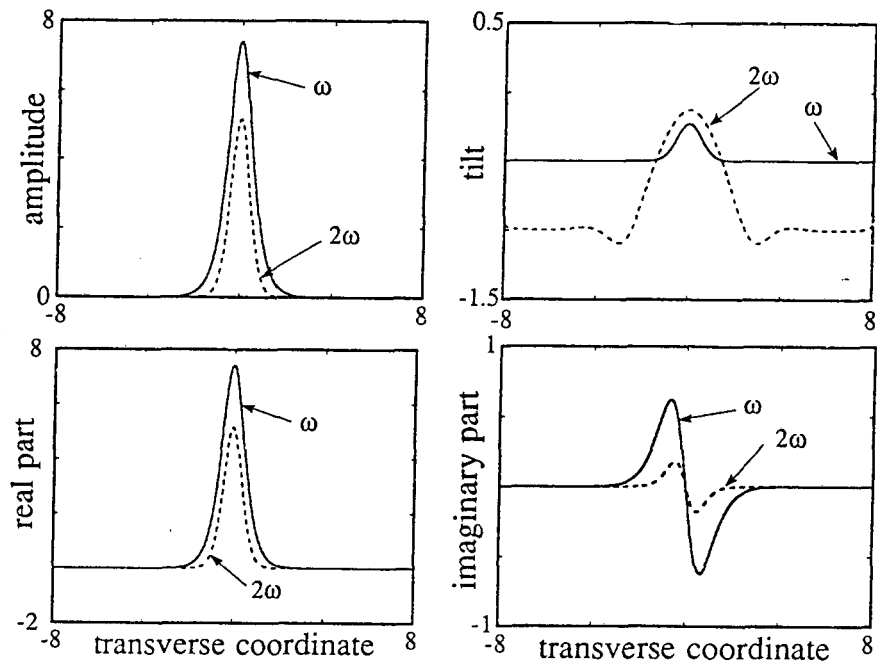 8
amplitude
ω
2ω
0
-8
8
0.5
tilt
2ω
ω
-1.5
-8
8
8
real part
ω
2ω
-2
-8
transverse coordinate
8
1
imaginary part
ω
2ω
-1
-8
transverse coordinate
8